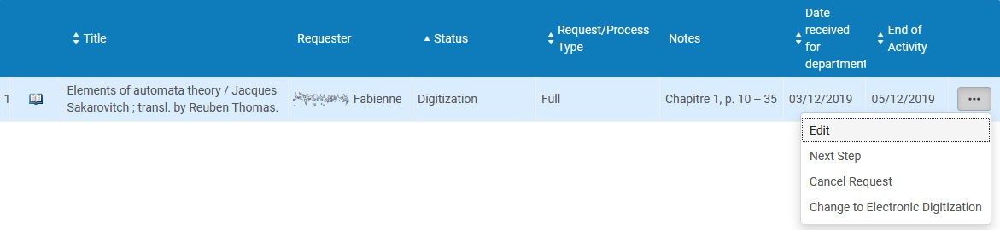 Title
Requester
Status
Request/Process
Type
Notes
Date
received
for
department
End of
Activity
1
Elements of automata theory / Jacques
Sakarovitch ; transl. by Reuben Thomas.
Fabienne
Digitization
Full
Chapitre 1, p. 10 – 35
03/12/2019
05/12/2019
Edit
Next Step
Cancel Request
Change to Electronic Digitization